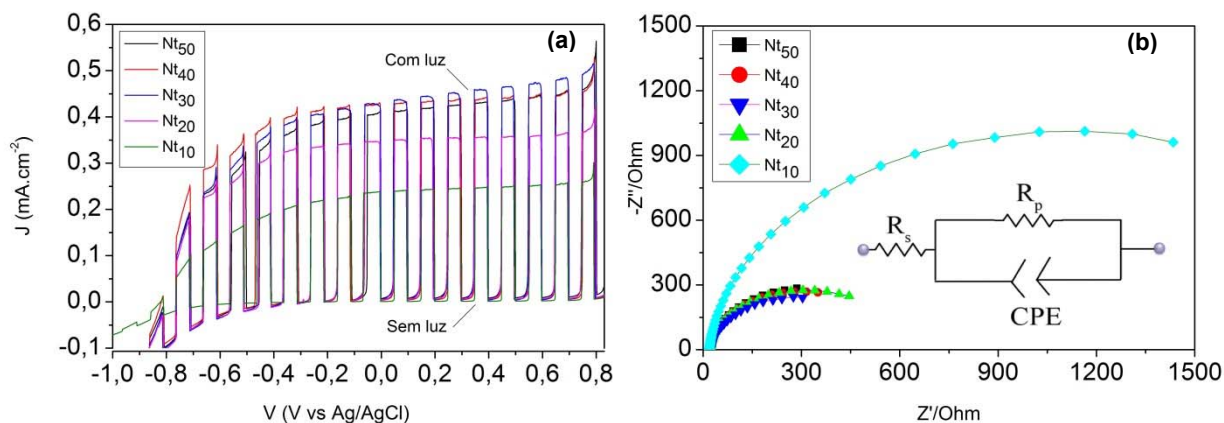 (a)
0,6
0,5
0,4
0,3
0,2
0,1
0,0
-0,1
J (mA.cm-2)
Nt50
Nt40
Nt30
Nt20
Nt10
Com luz
Sem luz
-1,0 -0,8 -0,6 -0,4 -0,2 0,0 0,2 0,4 0,6 0,8
V (V vs Ag/AgCl)
(b)
1500
1200
900
600
300
0
-Z''/Ohm
Nt50
Nt40
Nt30
Nt20
Nt10
Rp
Rs
CPE
0 300 600 900 1200 1500
Z'/Ohm